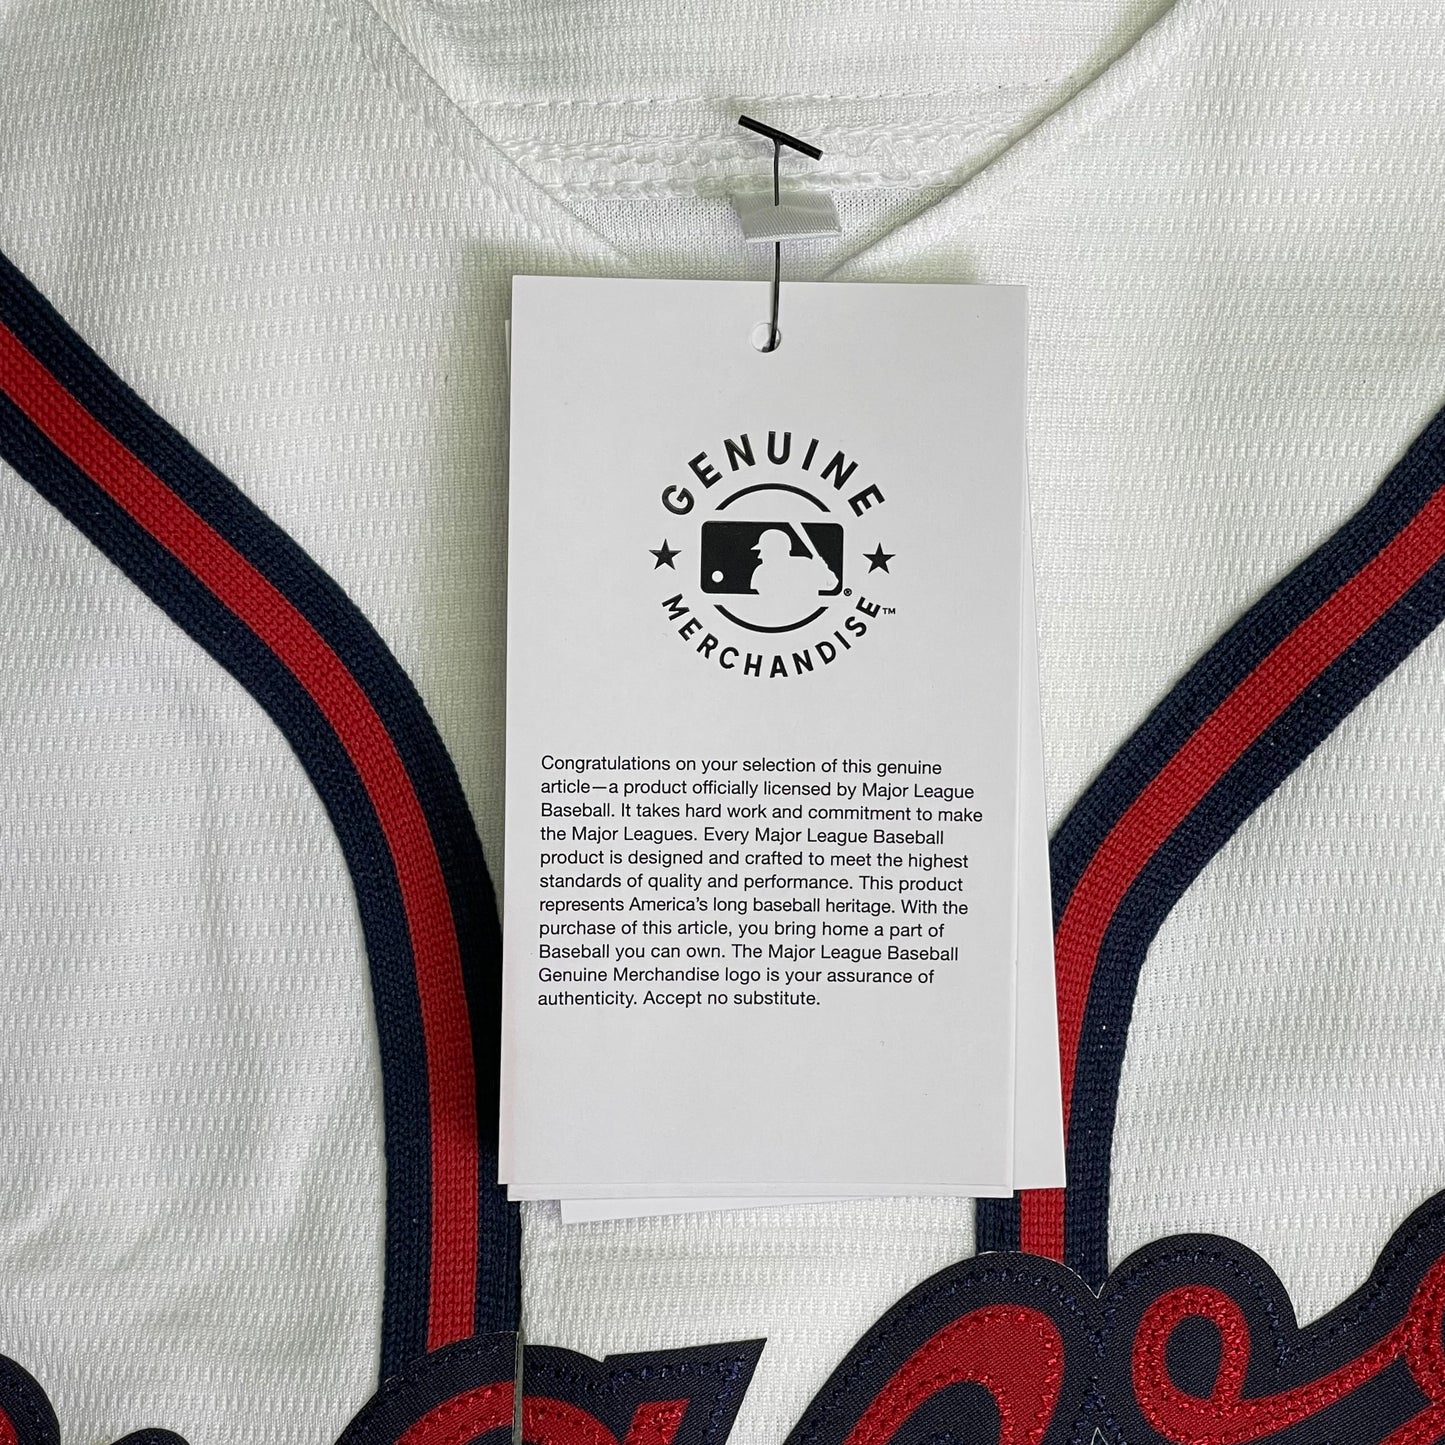 GENUINE
®
MERCHANDISE™
Congratulations on your selection of this genuine
article—a product officially licensed by Major League
Baseball. It takes hard work and commitment to make
the Major Leagues. Every Major League Baseball
product is designed and crafted to meet the highest
standards of quality and performance. This product
represents America's long baseball heritage. With the
purchase of this article, you bring home a part of
Baseball you can own. The Major League Baseball
Genuine Merchandise logo is your assurance of
authenticity. Accept no substitute.